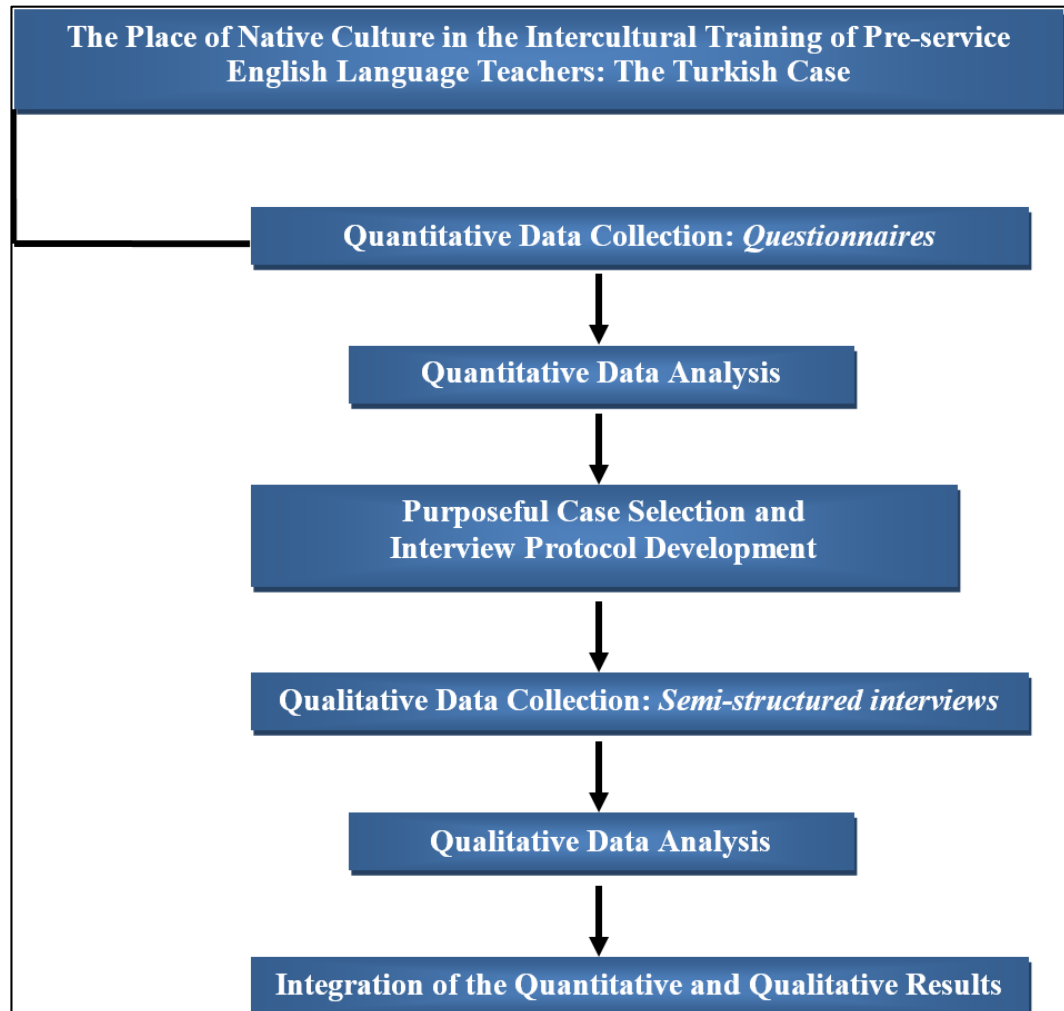 The Place of Native Culture in the Intercultural Training of Pre-service
English Language Teachers: The Turkish Case
Quantitative Data Collection: Questionnaires
Quantitative Data Analysis
Purposeful Case Selection and
Interview Protocol Development
Qualitative Data Collection: Semi-structured interviews
Qualitative Data Analysis
Integration of the Quantitative and Qualitative Results